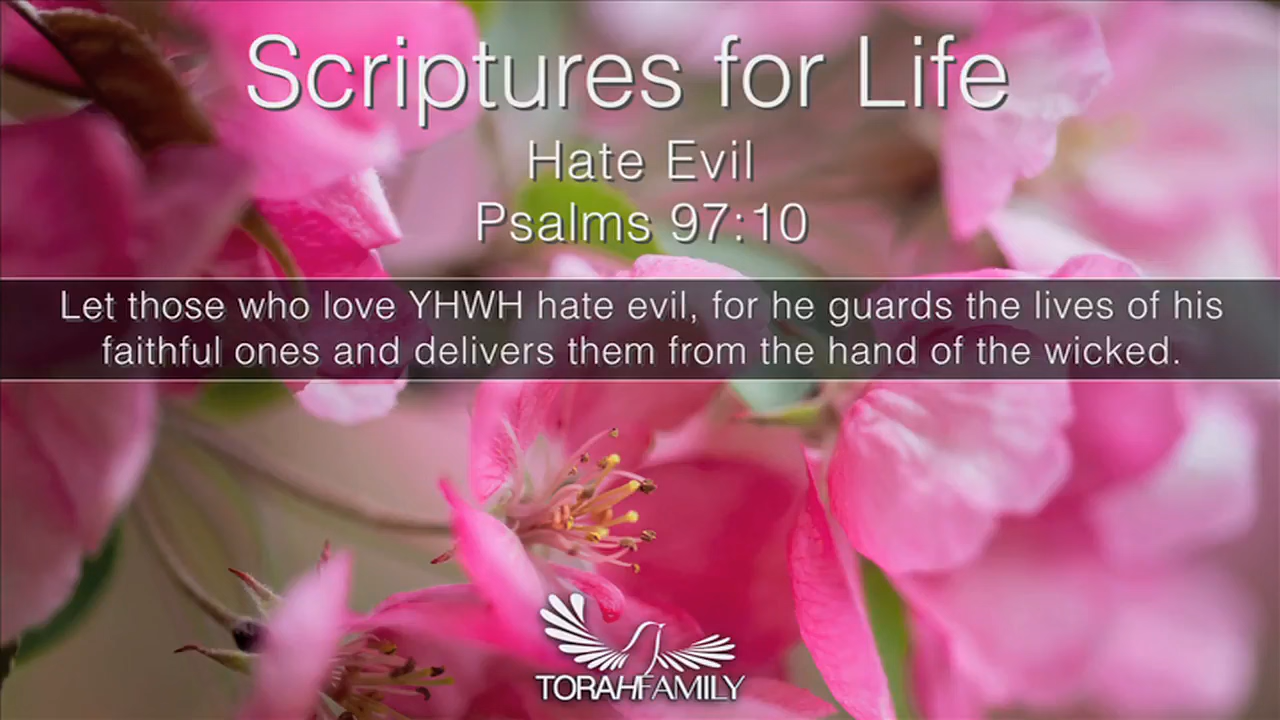 Scriptures for Life
Hate Evil
Psalms 97:10
Let those who love YHWH hate evil, for he guards the lives of his
faithful ones and delivers them from the hand of the wicked.
TORAHFAMILY